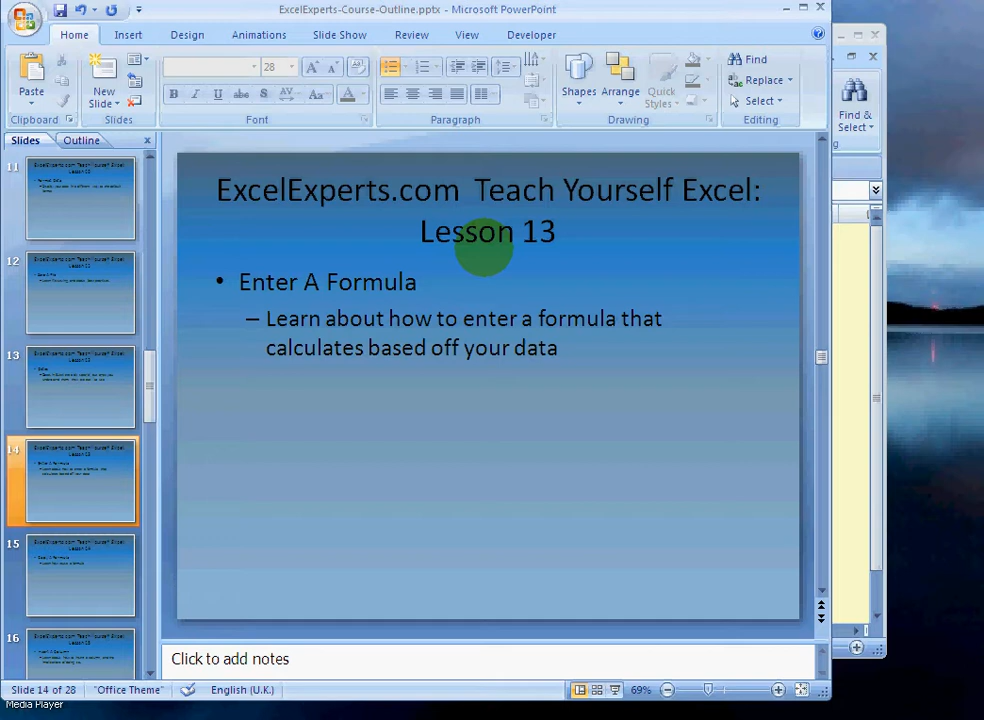 ExcelExperts-Course-Outline.pptx - Microsoft PowerPoint
Home Insert Design Animations Slide Show Review View Developer
Paste
New Slide
28
Shapes
Arrange
Quick Styles
Find
Replace
Select
Find & Select
Clipboard Slides Font Paragraph Drawing Editing
Slides Outline
11
12
13
14
15
16
ExcelExperts.com Teach Yourself Excel:
Lesson 13
• Enter A Formula
– Learn about how to enter a formula that
calculates based off your data
Click to add notes
Slide 14 of 28 "Office Theme" English (U.K.) 69%
Media Player